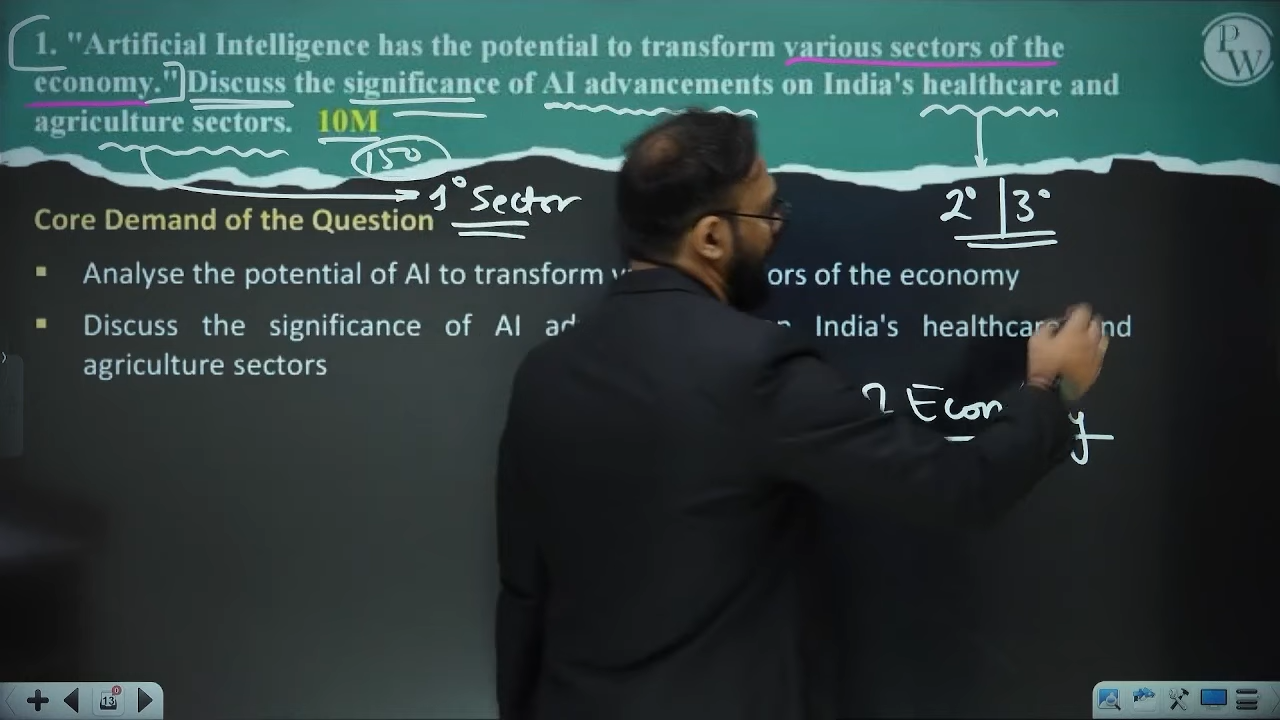 1. "Artificial Intelligence has the potential to transform various sectors of the
economy." Discuss the significance of AI advancements on India's healthcare and
agriculture sectors. 10M
150
PW
1° Sector
2° | 3°
Core Demand of the Question
▪ Analyse the potential of AI to transform ors of the economy
▪ Discuss the significance of AI ad India's healthcare nd
agriculture sectors
Econ y
13